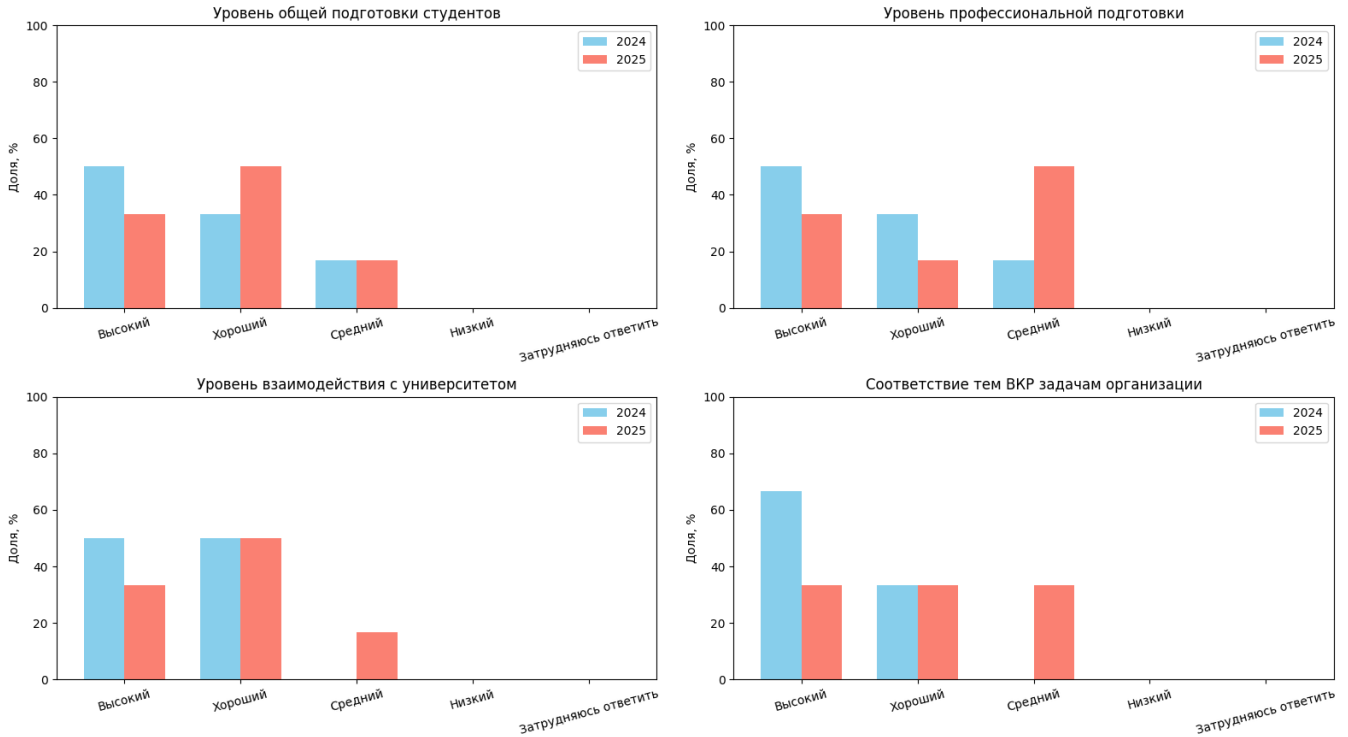 Уровень общей подготовки студентов
100
80
60
40
20
0
Доля, %
2024
2025
Высокий
Хороший
Средний
Низкий
Затрудняюсь ответить
Уровень профессиональной подготовки
100
80
60
40
20
0
Доля, %
2024
2025
Высокий
Хороший
Средний
Низкий
Затрудняюсь ответить
Уровень взаимодействия с университетом
100
80
60
40
20
0
Доля, %
2024
2025
Высокий
Хороший
Средний
Низкий
Затрудняюсь ответить
Соответствие тем ВКР задачам организации
100
80
60
40
20
0
Доля, %
2024
2025
Высокий
Хороший
Средний
Низкий
Затрудняюсь ответить